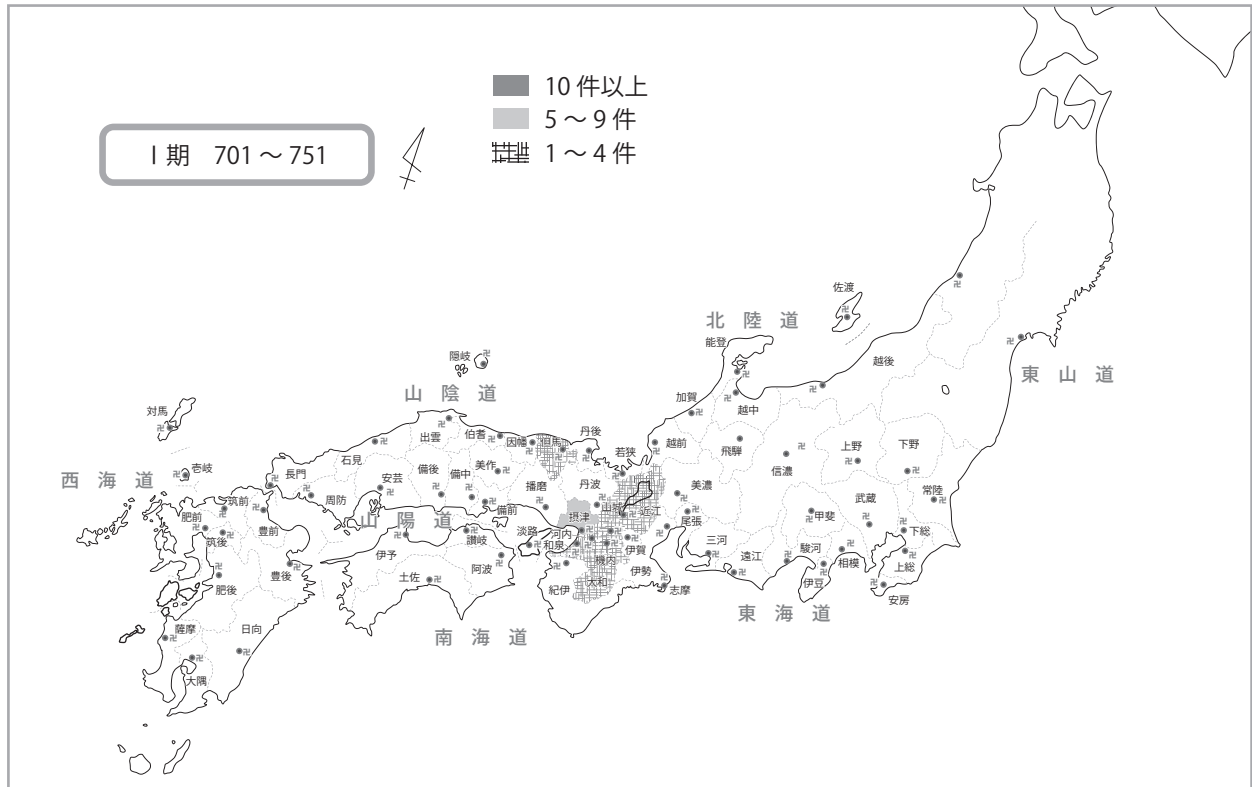 10 件以上
5 ～ 9 件
1 ～ 4 件
Ⅰ 期　701 ～ 751
佐渡
北 陸 道
能登
越後
東 山 道
隠岐
山 陰 道
加賀
越中
対馬
出雲
伯耆
因幡
但馬
丹後
若狭
越前
飛騨
信濃
上野
下野
西 海 道
壱岐
長門
石見
安芸
備後
備中
美作
播磨
丹波
山城
近江
美濃
武蔵
常陸
筑前
周防
山 陽 道
備前
摂津
尾張
甲斐
肥前
豊前
筑後
讃岐
淡路
河内
和泉
伊賀
三河
遠江
駿河
相模
下総
伊予
畿内
上総
豊後
土佐
阿波
紀伊
大和
伊勢
志摩
伊豆
安房
肥後
東 海 道
薩摩
日向
南 海 道
大隅